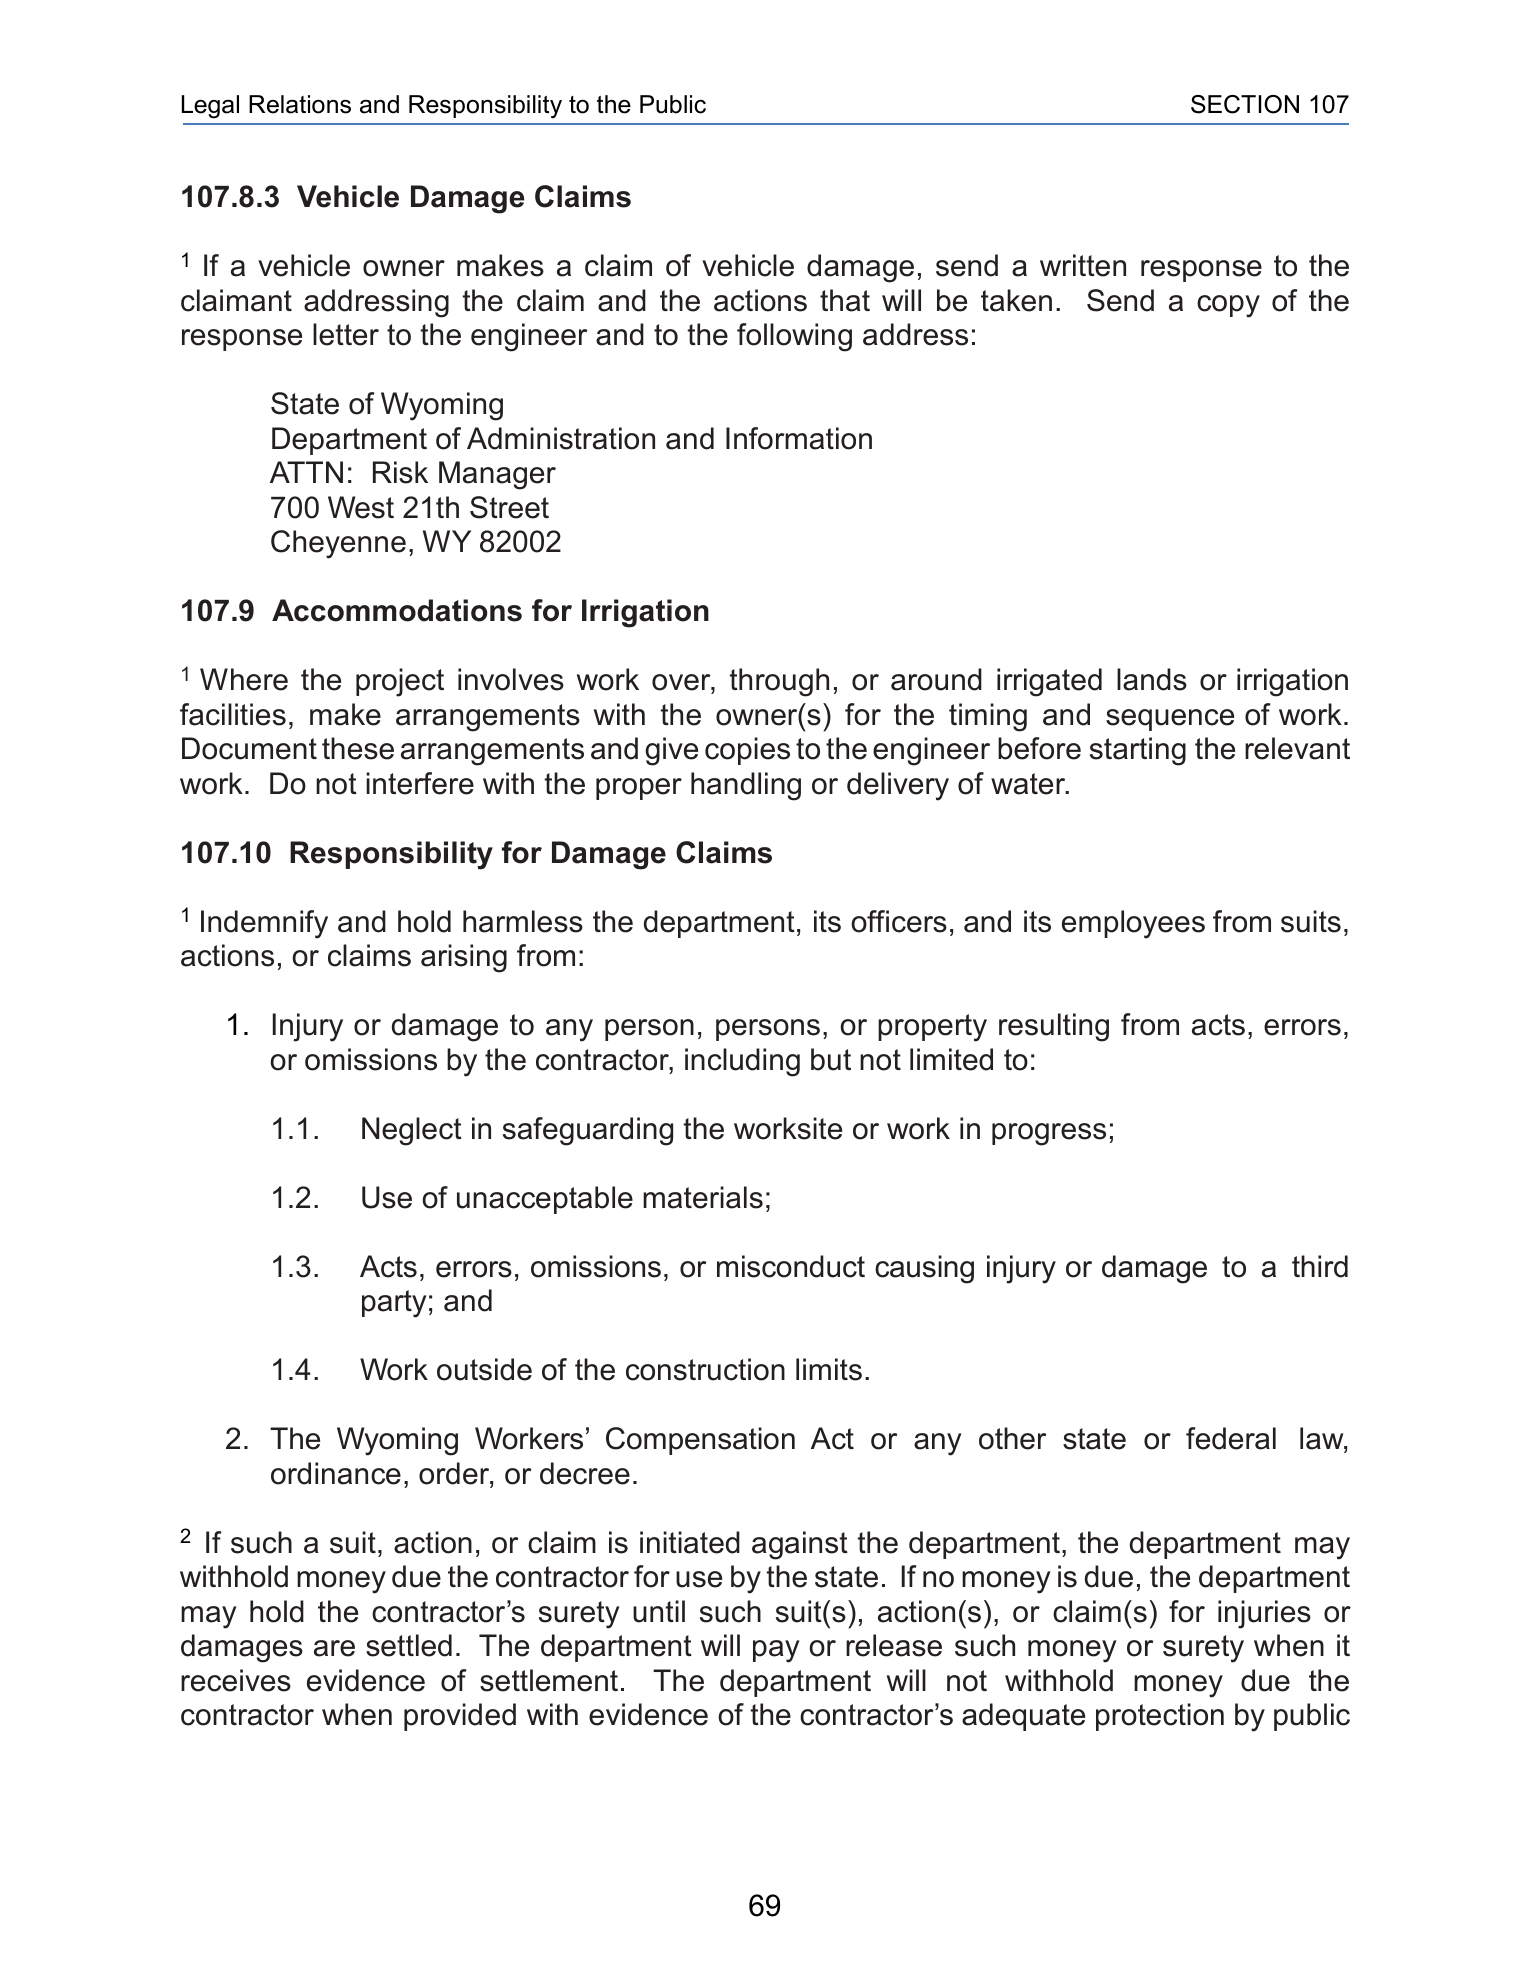 Legal Relations and Responsibility to the Public SECTION 107
107.8.3 Vehicle Damage Claims
1 If a vehicle owner makes a claim of vehicle damage, send a written response to the
claimant addressing the claim and the actions that will be taken. Send a copy of the
response letter to the engineer and to the following address:
State of Wyoming
Department of Administration and Information
ATTN: Risk Manager
700 West 21th Street
Cheyenne, WY 82002
107.9 Accommodations for Irrigation
1 Where the project involves work over, through, or around irrigated lands or irrigation
facilities, make arrangements with the owner(s) for the timing and sequence of work.
Document these arrangements and give copies to the engineer before starting the relevant
work. Do not interfere with the proper handling or delivery of water.
107.10 Responsibility for Damage Claims
1 Indemnify and hold harmless the department, its officers, and its employees from suits,
actions, or claims arising from:
1. Injury or damage to any person, persons, or property resulting from acts, errors,
or omissions by the contractor, including but not limited to:
1.1. Neglect in safeguarding the worksite or work in progress;
1.2. Use of unacceptable materials;
1.3. Acts, errors, omissions, or misconduct causing injury or damage to a third
party; and
1.4. Work outside of the construction limits.
2. The Wyoming Workers’ Compensation Act or any other state or federal law,
ordinance, order, or decree.
2 If such a suit, action, or claim is initiated against the department, the department may
withhold money due the contractor for use by the state. If no money is due, the department
may hold the contractor’s surety until such suit(s), action(s), or claim(s) for injuries or
damages are settled. The department will pay or release such money or surety when it
receives evidence of settlement. The department will not withhold money due the
contractor when provided with evidence of the contractor’s adequate protection by public
69